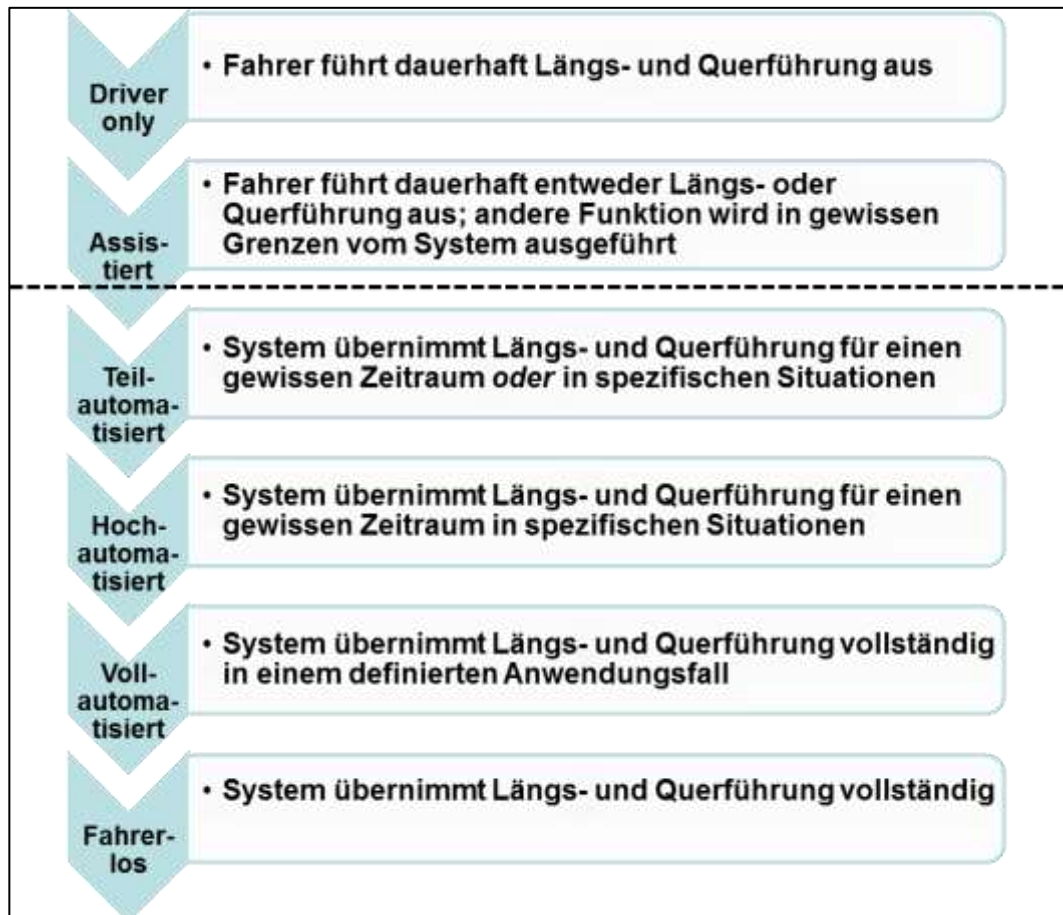 Driver
only
• Fahrer führt dauerhaft Längs- und Querführung aus
Assis-
tiert
• Fahrer führt dauerhaft entweder Längs- oder
Querführung aus; andere Funktion wird in gewissen
Grenzen vom System ausgeführt
Teil-
automa-
tisiert
• System übernimmt Längs- und Querführung für einen
gewissen Zeitraum oder in spezifischen Situationen
Hoch-
automa-
tisiert
• System übernimmt Längs- und Querführung für einen
gewissen Zeitraum in spezifischen Situationen
Voll-
automa-
tisiert
• System übernimmt Längs- und Querführung vollständig
in einem definierten Anwendungsfall
Fahrer-
los
• System übernimmt Längs- und Querführung vollständig